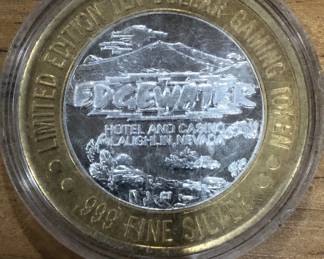 LIMITED EDITION TEN DOLLAR GAMING TOKEN
EDGEWATER
HOTEL AND CASINO
LAUGHLIN, NEVADA
.999 FINE SILVER